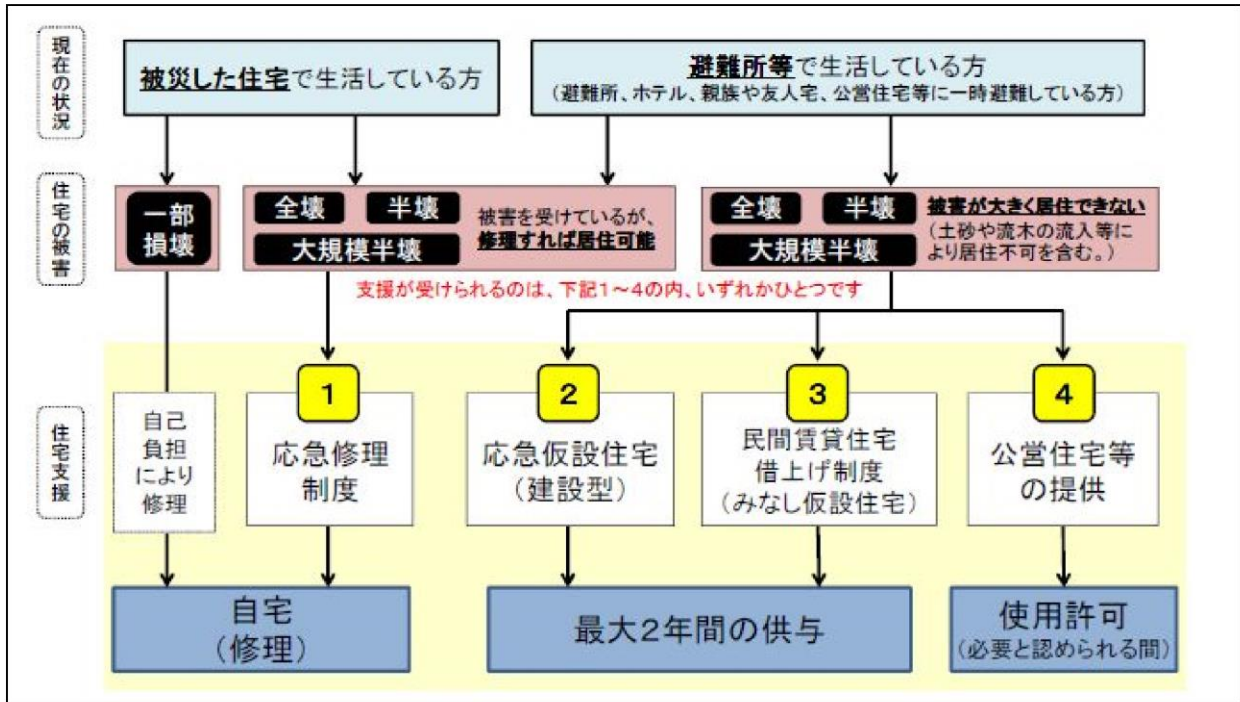 現在の状況
被災した住宅で生活している方
避難所等で生活している方
（避難所、ホテル、親族や友人宅、公営住宅等に一時避難している方）
住宅の被害
一部
損壊
全壊
半壊
大規模半壊
被害を受けているが、
修理すれば居住可能
全壊
半壊
大規模半壊
被害が大きく居住できない
（土砂や流木の流入等に
より居住不可を含む。）
支援が受けられるのは、下記１～４の内、いずれかひとつです
住宅支援
自己
負担
により
修理
１
応急修理
制度
２
応急仮設住宅
（建設型）
３
民間賃貸住宅
借上げ制度
（みなし仮設住宅）
４
公営住宅等
の提供
自宅
（修理）
最大２年間の供与
使用許可
（必要と認められる間）